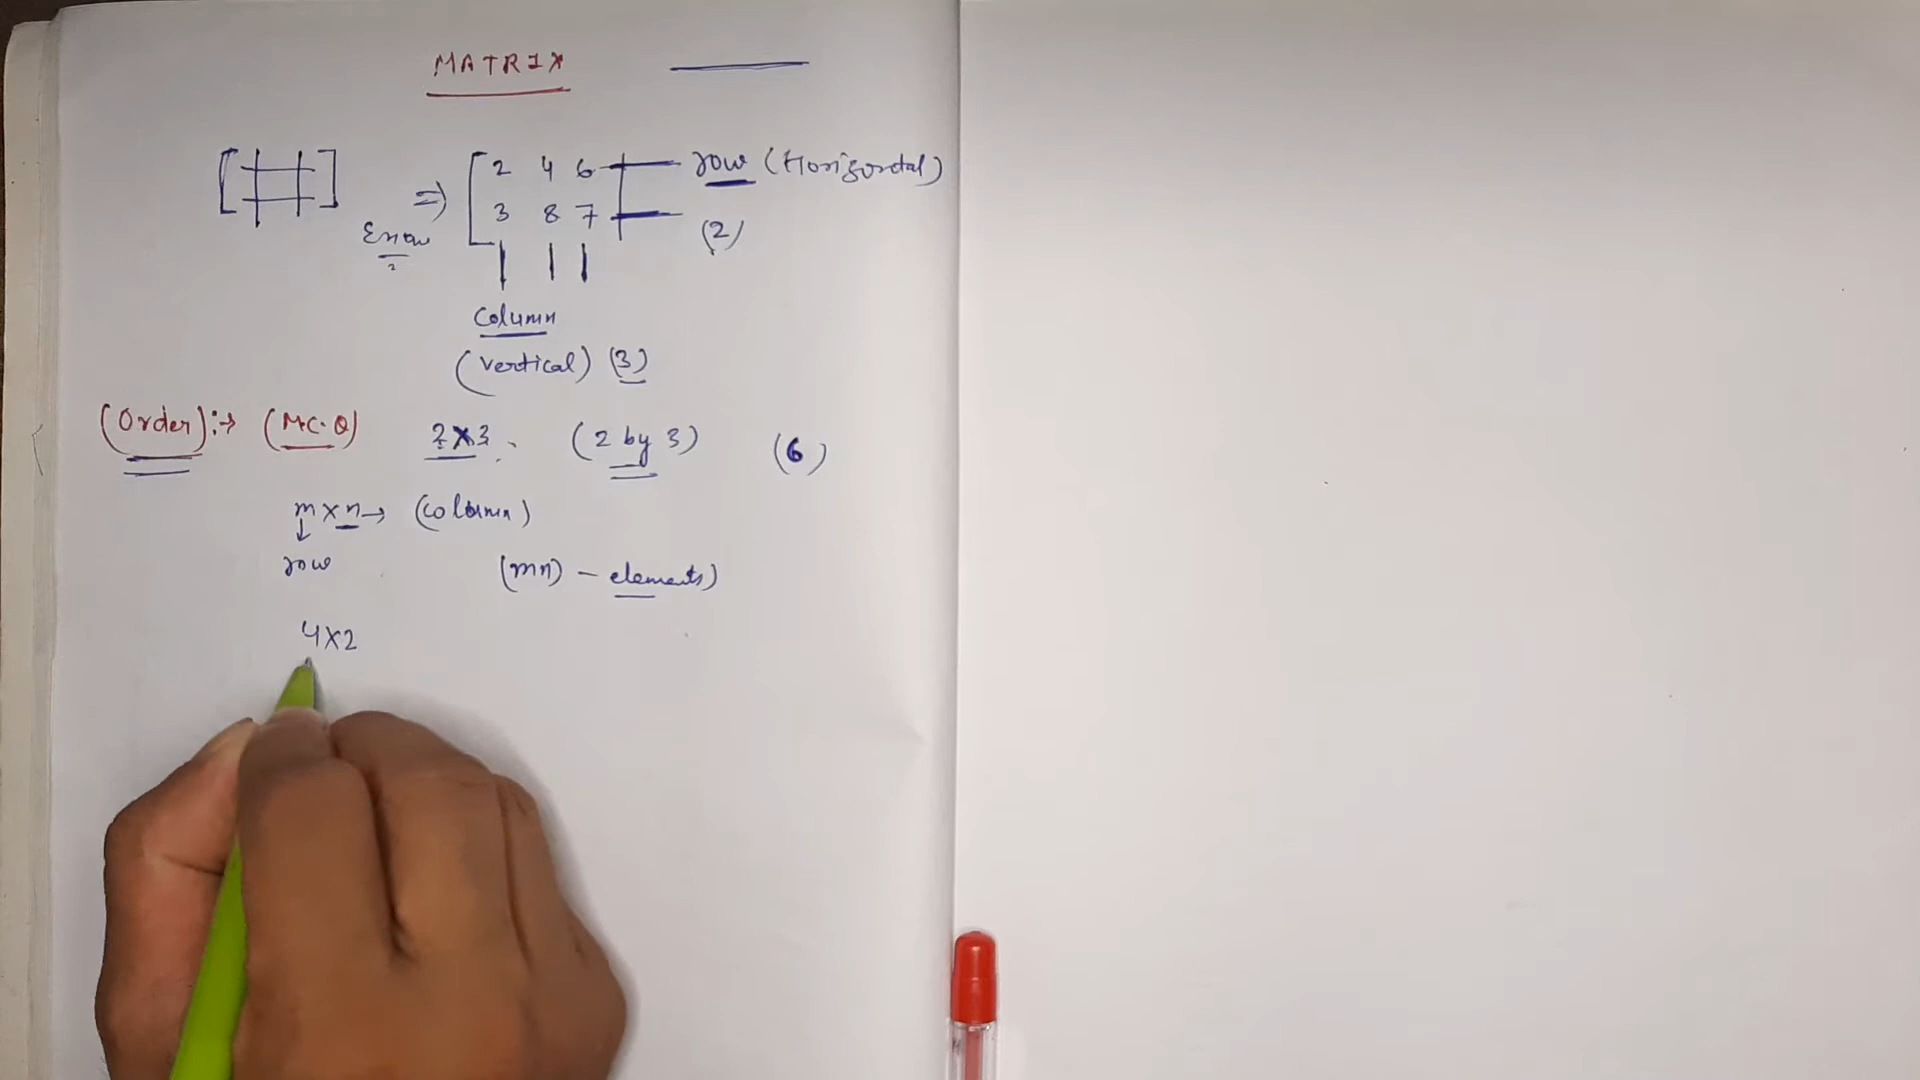 MATRIX
⇒ [2 4 6 row (Horizontal)
3 8 7 (2)
Column
(vertical) (3)
(Order):→ (M.C.Q) 2×3. (2 by 3) (6)
m×n→ (column)
↓
row
(mn) – elements)
4×2